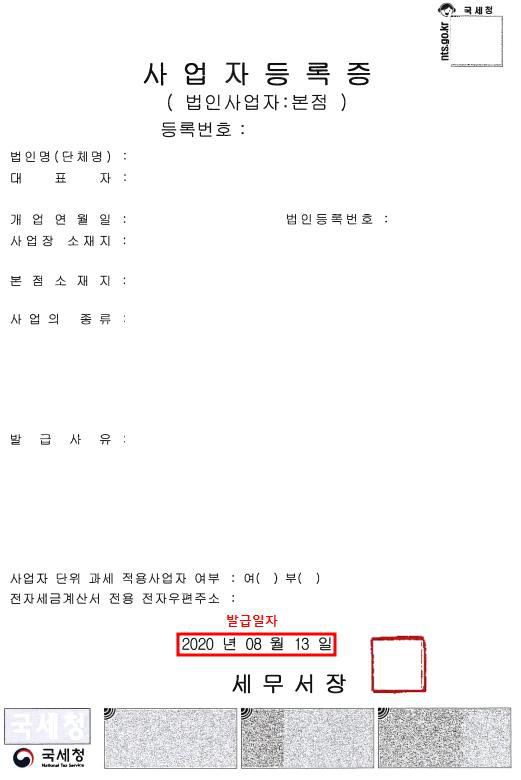 국세청
nts.go.kr
사업자등록증
( 법인사업자:본점 )
등록번호 :
법인명(단체명) :
대 표 자 :
개 업 연 월 일 : 법인등록번호 :
사업장 소재지 :
본 점 소 재 지 :
사 업 의 종 류 :
발 급 사 유 :
사업자 단위 과세 적용사업자 여부 : 여( ) 부( )
전자세금계산서 전용 전자우편주소 :
발급일자
2020 년 08 월 13 일
세 무 서 장
국세청
국세청
National Tax Service